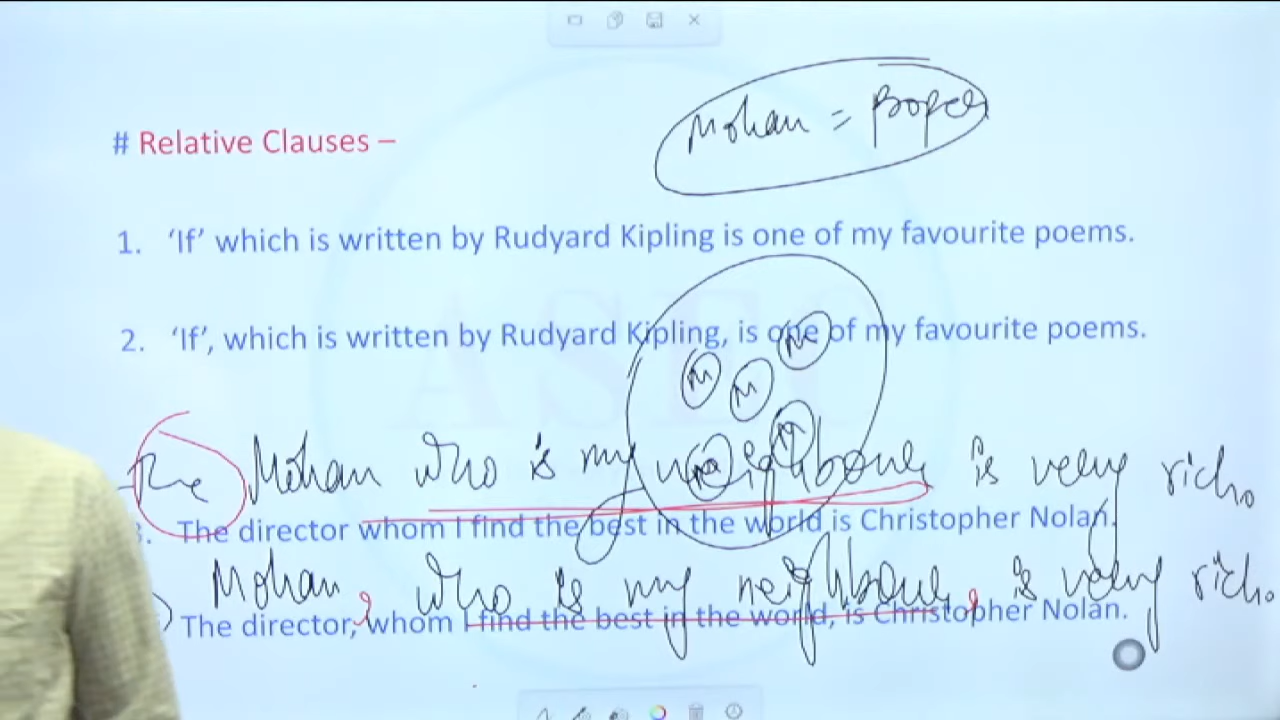 Mohan =
# Relative Clauses –
1. ‘If’ which is written by Rudyard Kipling is one of my favourite poems.
2. ‘If’, which is written by Rudyard Kipling, is one of my favourite poems.
M M M M M
The Mohan who is my neighbour is very rich.
3. The director whom I find the best in the world is Christopher Nolan.
Mohan, who is my neighbour, is very rich.
The director, whom I find the best in the world, is Christopher Nolan.